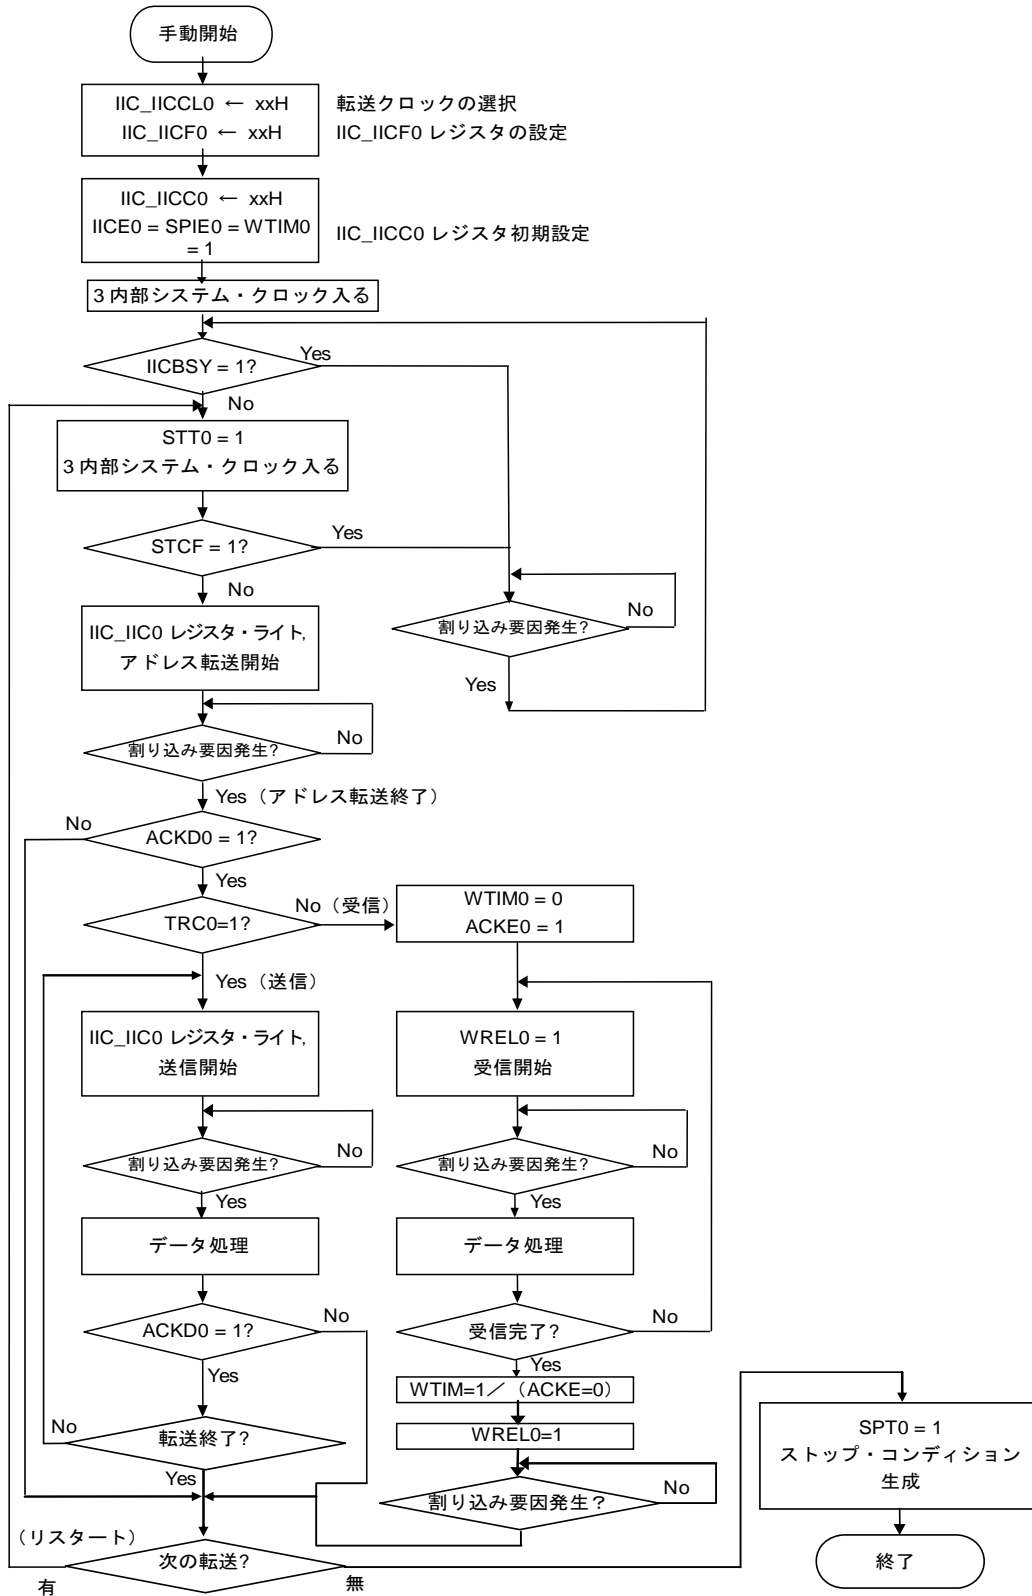 手動開始
IIC_IICCL0 ← xxH
IIC_IICF0 ← xxH
転送クロックの選択
IIC_IICF0 レジスタの設定
IIC_IICC0 ← xxH
IICE0 = SPIE0 = WTIM0
= 1
IIC_IICC0 レジスタ初期設定
3 内部システム・クロック入る
IICBSY = 1?
Yes
No
STT0 = 1
3 内部システム・クロック入る
STCF = 1?
Yes
No
割り込み要因発生?
No
Yes
IIC_IIC0 レジスタ・ライト,
アドレス転送開始
割り込み要因発生?
No
Yes（アドレス転送終了）
No
ACKD0 = 1?
Yes
TRC0=1?
No（受信）
WTIM0 = 0
ACKE0 = 1
Yes（送信）
IIC_IIC0 レジスタ・ライト,
送信開始
WREL0 = 1
受信開始
割り込み要因発生?
No
Yes
割り込み要因発生?
No
Yes
データ処理
データ処理
ACKD0 = 1?
No
Yes
受信完了?
No
Yes
WTIM=1／（ACKE=0）
WREL0=1
No
転送終了?
Yes
割り込み要因発生？
No
SPT0 = 1
ストップ・コンディション
生成
（リスタート）
次の転送?
有
無
終了